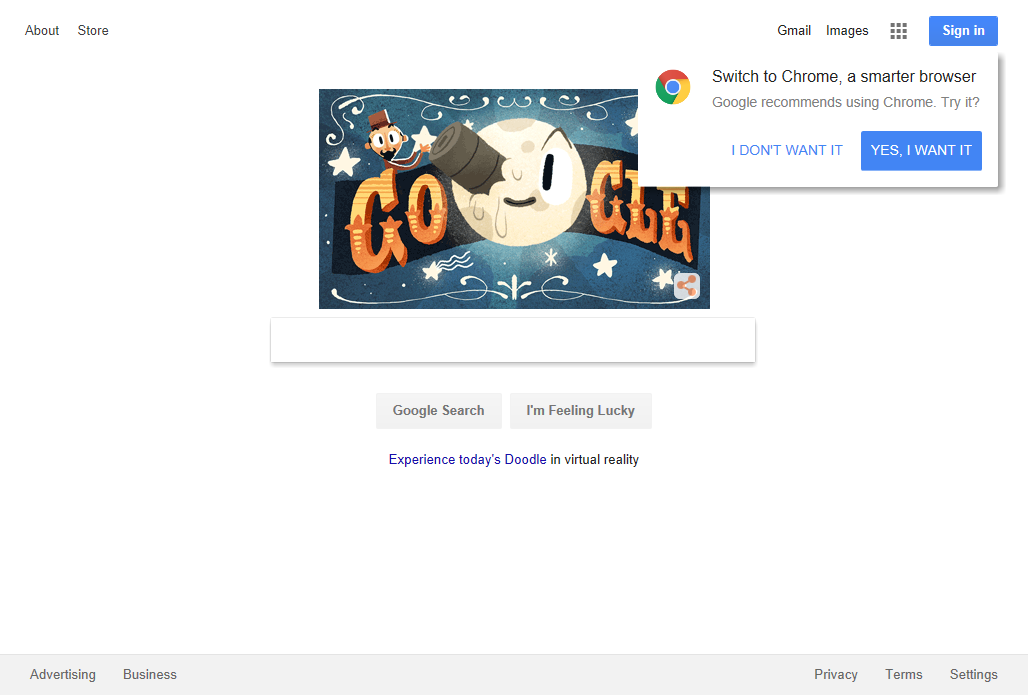 About Store
Gmail Images Sign in
Switch to Chrome, a smarter browser
Google recommends using Chrome. Try it?
I DON'T WANT IT YES, I WANT IT
GOOGLE
Google Search I'm Feeling Lucky
Experience today's Doodle in virtual reality
Advertising Business Privacy Terms Settings